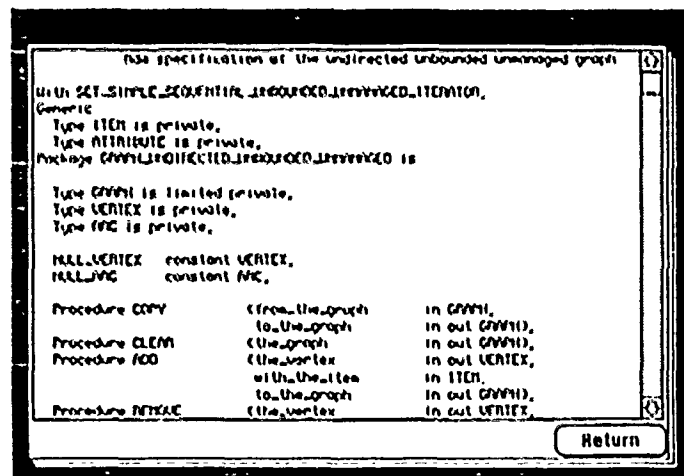 Ada specification of the undirected unbounded unmanaged graph
With SET_SIMPLE_SEQUENTIAL_UNBOUNDED_UNMANAGED_ITERATOR,
Generic
Type ITEM is private,
Type ATTRIBUTE is private,
Package GRAPH_UNDIRECTED_UNBOUNDED_UNMANAGED is
Type GRAPH is limited private,
Type VERTEX is private,
Type ARC is private,
NULL_VERTEX constant VERTEX,
NULL_ARC constant ARC,
Procedure COPY (from_the_graph in GRAPH,
to_the_graph in out GRAPH),
Procedure CLEAR (the_graph in out GRAPH),
Procedure ADD (the_vertex in out VERTEX,
with_the_item in ITEM,
to_the_graph in out GRAPH),
Procedure REMOVE (the_vertex in out VERTEX,
Return